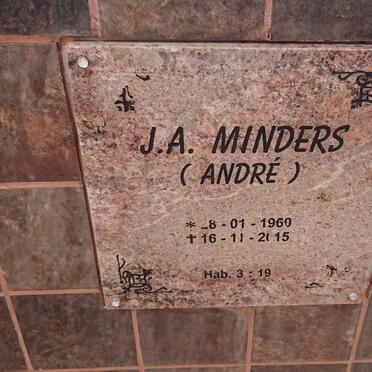 J.A. MINDERS
( ANDRÉ )
* 8 - 01 - 1960
✝ 16 - 11 - 2015
Hab. 3 : 19